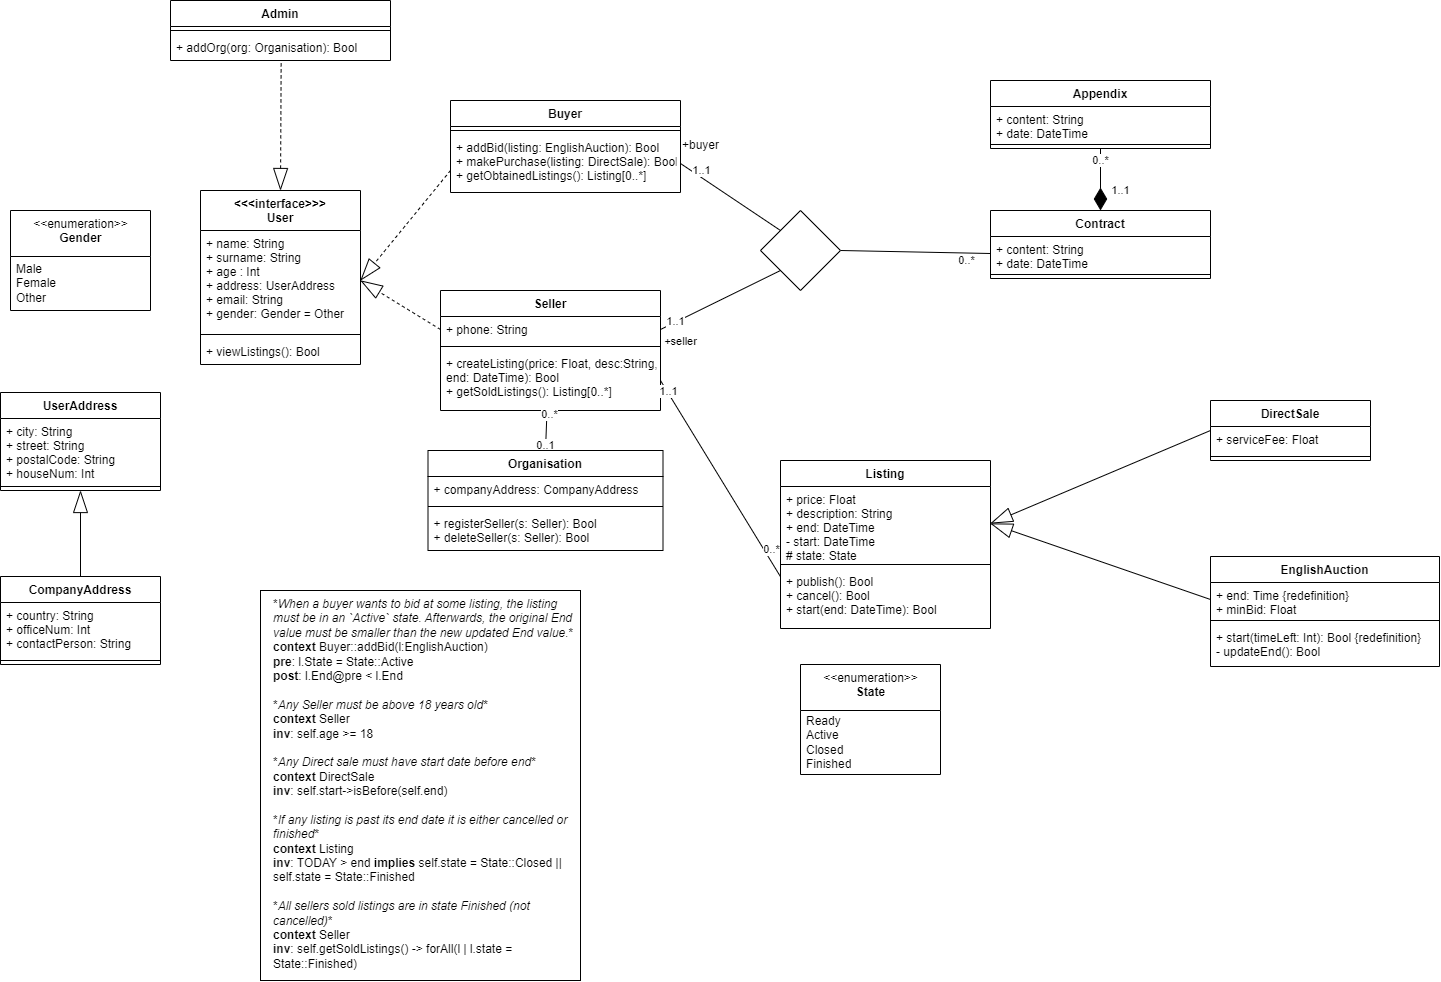 Admin
+ addOrg(org: Organisation): Bool
Buyer
+ addBid(listing: EnglishAuction): Bool
+ makePurchase(listing: DirectSale): Bool
+ getObtainedListings(): Listing[0..*]
+buyer
1..1
Appendix
+ content: String
+ date: DateTime
0..*
1..1
Contract
+ content: String
+ date: DateTime
0..*
<<<interface>>>
User
+ name: String
+ surname: String
+ age : Int
+ address: UserAddress
+ email: String
+ gender: Gender = Other
+ viewListings(): Bool
<<enumeration>>
Gender
Male
Female
Other
Seller
+ phone: String
+ createListing(price: Float, desc:String,
end: DateTime): Bool
+ getSoldListings(): Listing[0..*]
1..1
+seller
1..1
0..*
0..1
Organisation
+ companyAddress: CompanyAddress
+ registerSeller(s: Seller): Bool
+ deleteSeller(s: Seller): Bool
UserAddress
+ city: String
+ street: String
+ postalCode: String
+ houseNum: Int
CompanyAddress
+ country: String
+ officeNum: Int
+ contactPerson: String
0..*
Listing
+ price: Float
+ description: String
+ end: DateTime
- start: DateTime
# state: State
+ publish(): Bool
+ cancel(): Bool
+ start(end: DateTime): Bool
DirectSale
+ serviceFee: Float
EnglishAuction
+ end: Time {redefinition}
+ minBid: Float
+ start(timeLeft: Int): Bool {redefinition}
- updateEnd(): Bool
<<enumeration>>
State
Ready
Active
Closed
Finished
*When a buyer wants to bid at some listing, the listing
must be in an `Active` state. Afterwards, the original End
value must be smaller than the new updated End value.*
context Buyer::addBid(l:EnglishAuction)
pre: l.State = State::Active
post: l.End@pre < l.End
*Any Seller must be above 18 years old*
context Seller
inv: self.age >= 18
*Any Direct sale must have start date before end*
context DirectSale
inv: self.start->isBefore(self.end)
*If any listing is past its end date it is either cancelled or
finished*
context Listing
inv: TODAY > end implies self.state = State::Closed ||
self.state = State::Finished
*All sellers sold listings are in state Finished (not
cancelled)*
context Seller
inv: self.getSoldListings() -> forAll(l | l.state =
State::Finished)